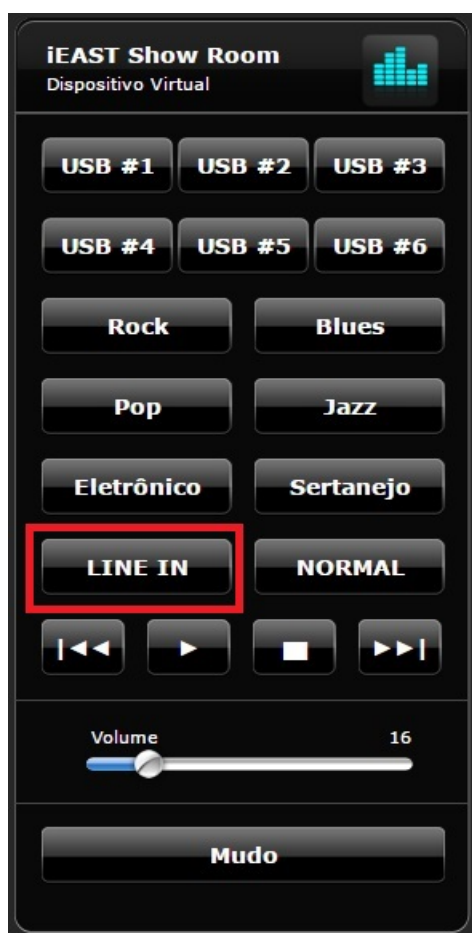 iEAST Show Room
Dispositivo Virtual
USB #1 USB #2 USB #3
USB #4 USB #5 USB #6
Rock Blues
Pop Jazz
Eletrônico Sertanejo
LINE IN NORMAL
Volume 16
Mudo